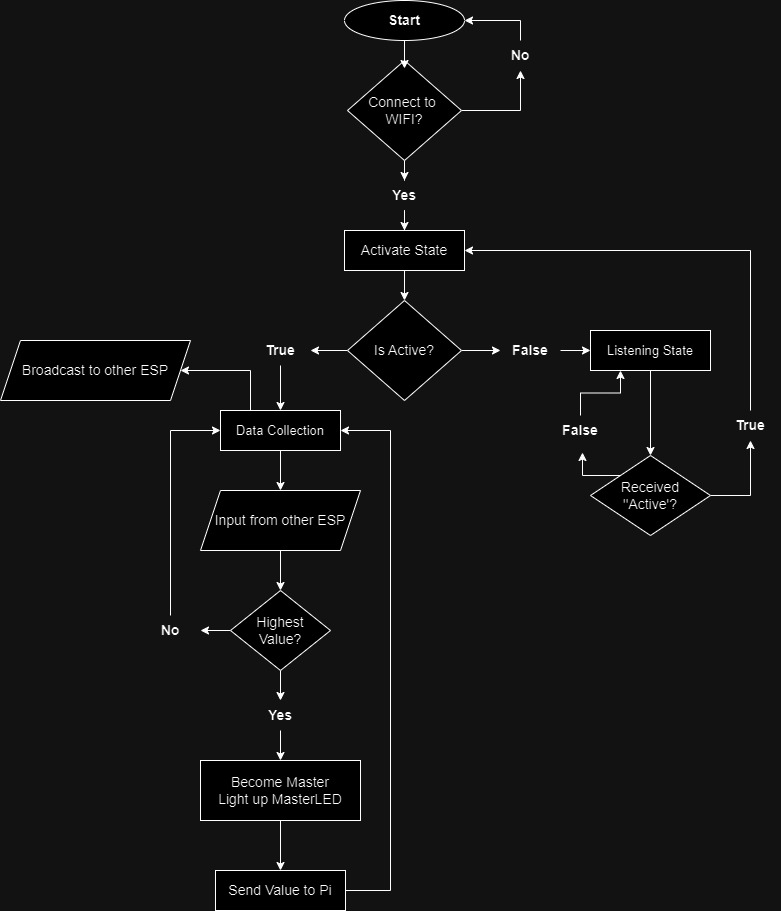 Start
No
Connect to
WIFI?
Yes
Activate State
True
Is Active?
False
Listening State
Broadcast to other ESP
Data Collection
False
True
Received
"Active'?
Input from other ESP
Highest
Value?
No
Yes
Become Master
Light up MasterLED
Send Value to Pi